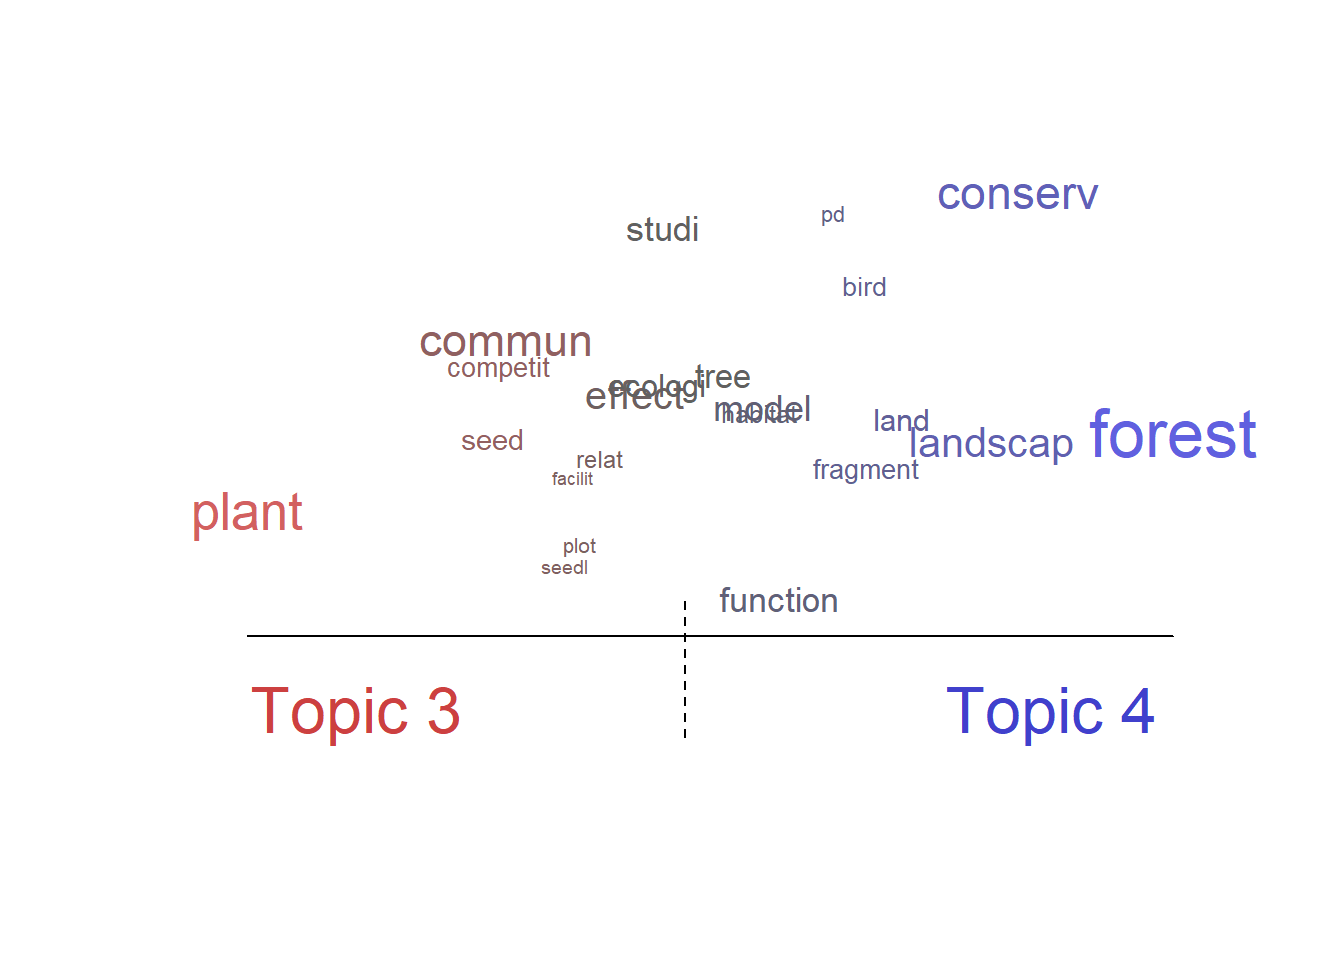 conserv
pd
studi
bird
commun
competit
tree
ecologi
effect
model
habitat
land
seed
landscap
forest
relat
fragment
facilit
plant
plot
seedl
function
Topic 3
Topic 4